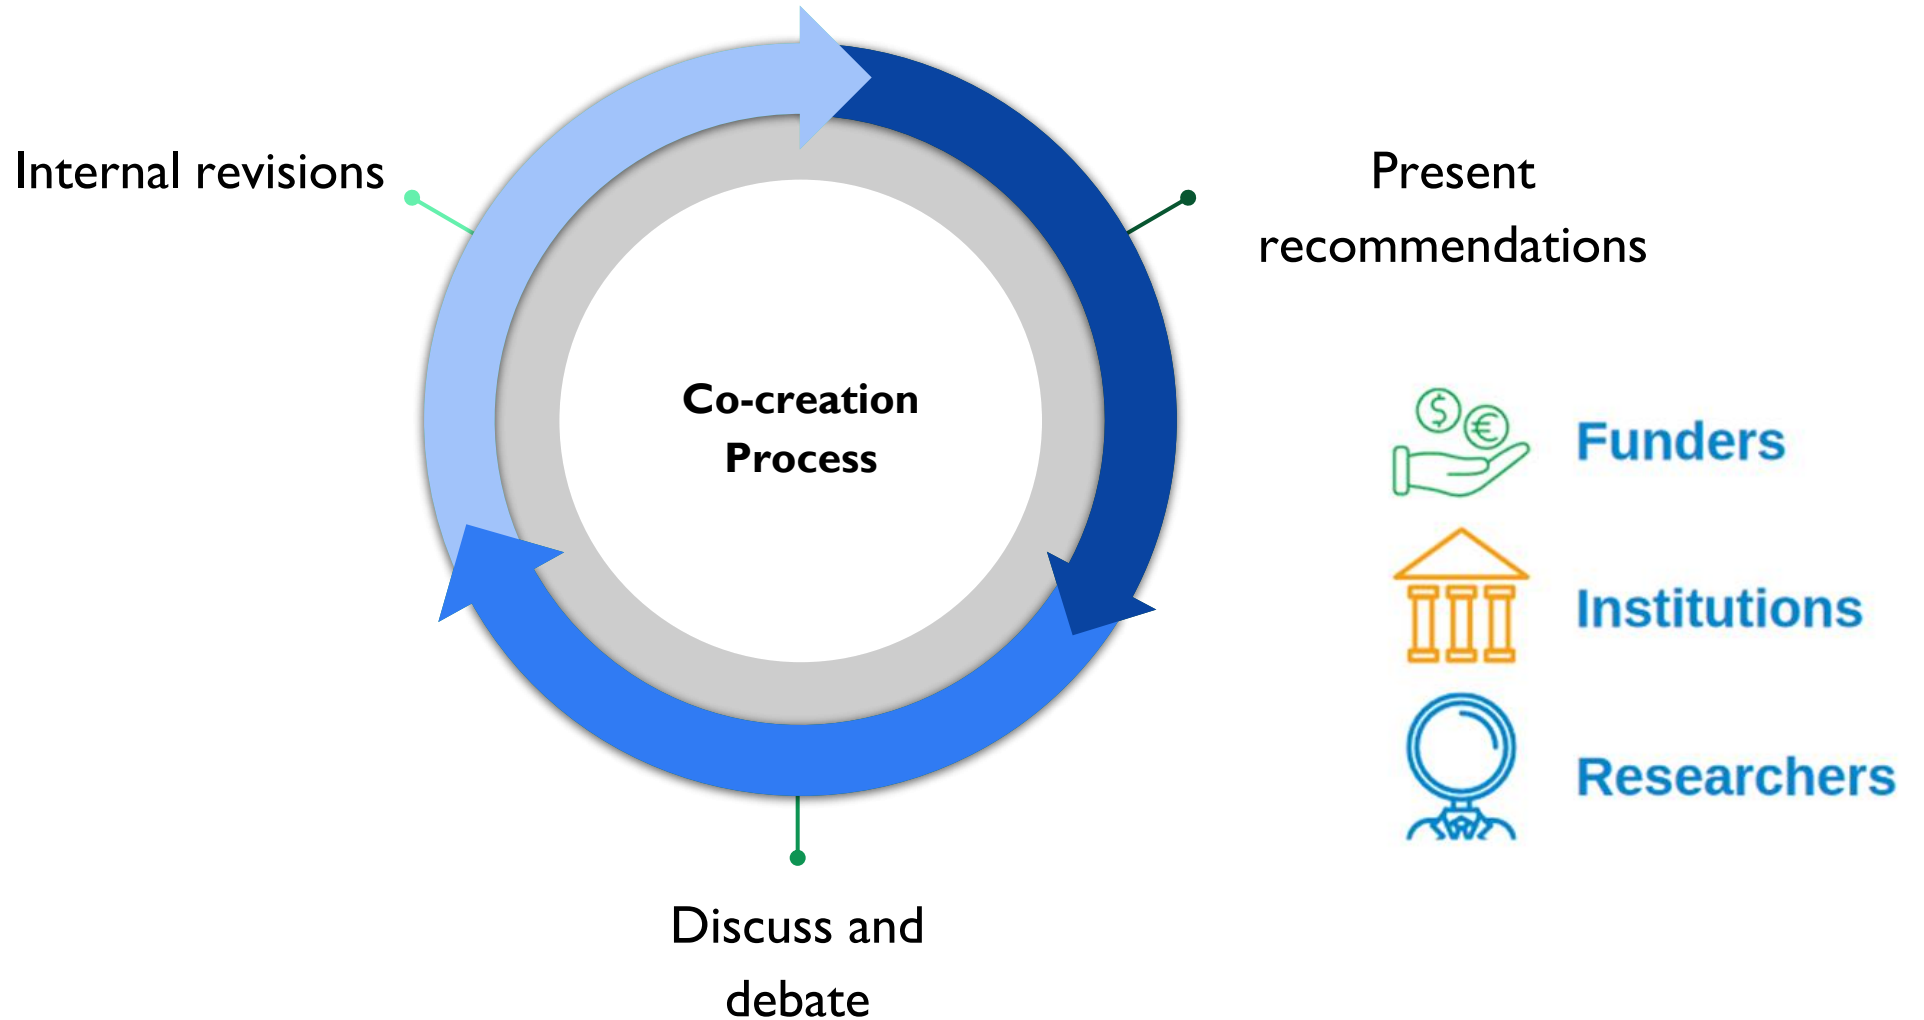 Internal revisions
Present
recommendations
Co-creation
Process
$
€
Funders
Institutions
Researchers
Discuss and
debate